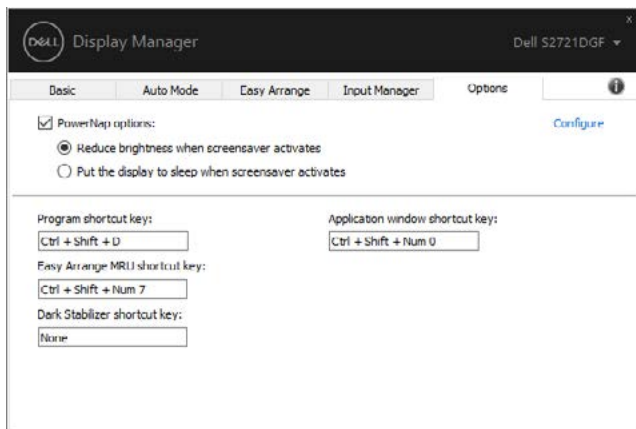 x
DELL Display Manager Dell S2721DGF
Basic Auto Mode Easy Arrange Input Manager Options i
PowerNap options: Configure
Reduce brightness when screensaver activates
Put the display to sleep when screensaver activates
Program shortcut key: Application window shortcut key:
Ctrl + Shift + D Ctrl + Shift + Num 0
Easy Arrange MRU shortcut key:
Ctrl + Shift + Num 7
Dark Stabilizer shortcut key:
None